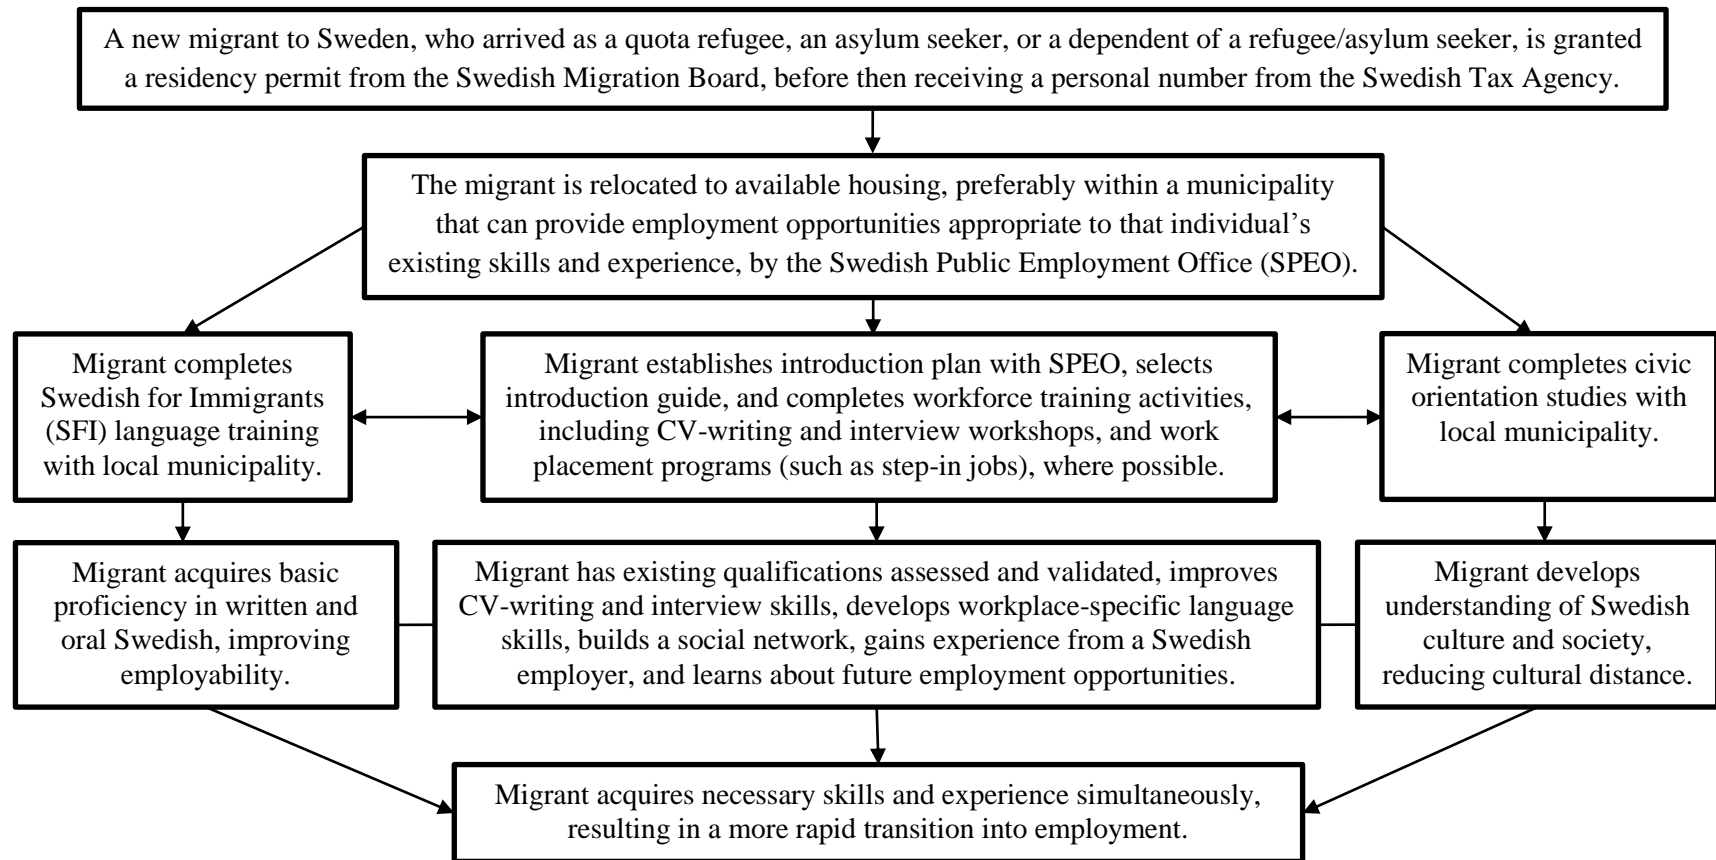 A new migrant to Sweden, who arrived as a quota refugee, an asylum seeker, or a dependent of a refugee/asylum seeker, is granted
a residency permit from the Swedish Migration Board, before then receiving a personal number from the Swedish Tax Agency.
The migrant is relocated to available housing, preferably within a municipality
that can provide employment opportunities appropriate to that individual’s
existing skills and experience, by the Swedish Public Employment Office (SPEO).
Migrant completes
Swedish for Immigrants
(SFI) language training
with local municipality.
Migrant establishes introduction plan with SPEO, selects
introduction guide, and completes workforce training activities,
including CV-writing and interview workshops, and work
placement programs (such as step-in jobs), where possible.
Migrant completes civic
orientation studies with
local municipality.
Migrant acquires basic
proficiency in written and
oral Swedish, improving
employability.
Migrant has existing qualifications assessed and validated, improves
CV-writing and interview skills, develops workplace-specific language
skills, builds a social network, gains experience from a Swedish
employer, and learns about future employment opportunities.
Migrant develops
understanding of Swedish
culture and society,
reducing cultural distance.
Migrant acquires necessary skills and experience simultaneously,
resulting in a more rapid transition into employment.